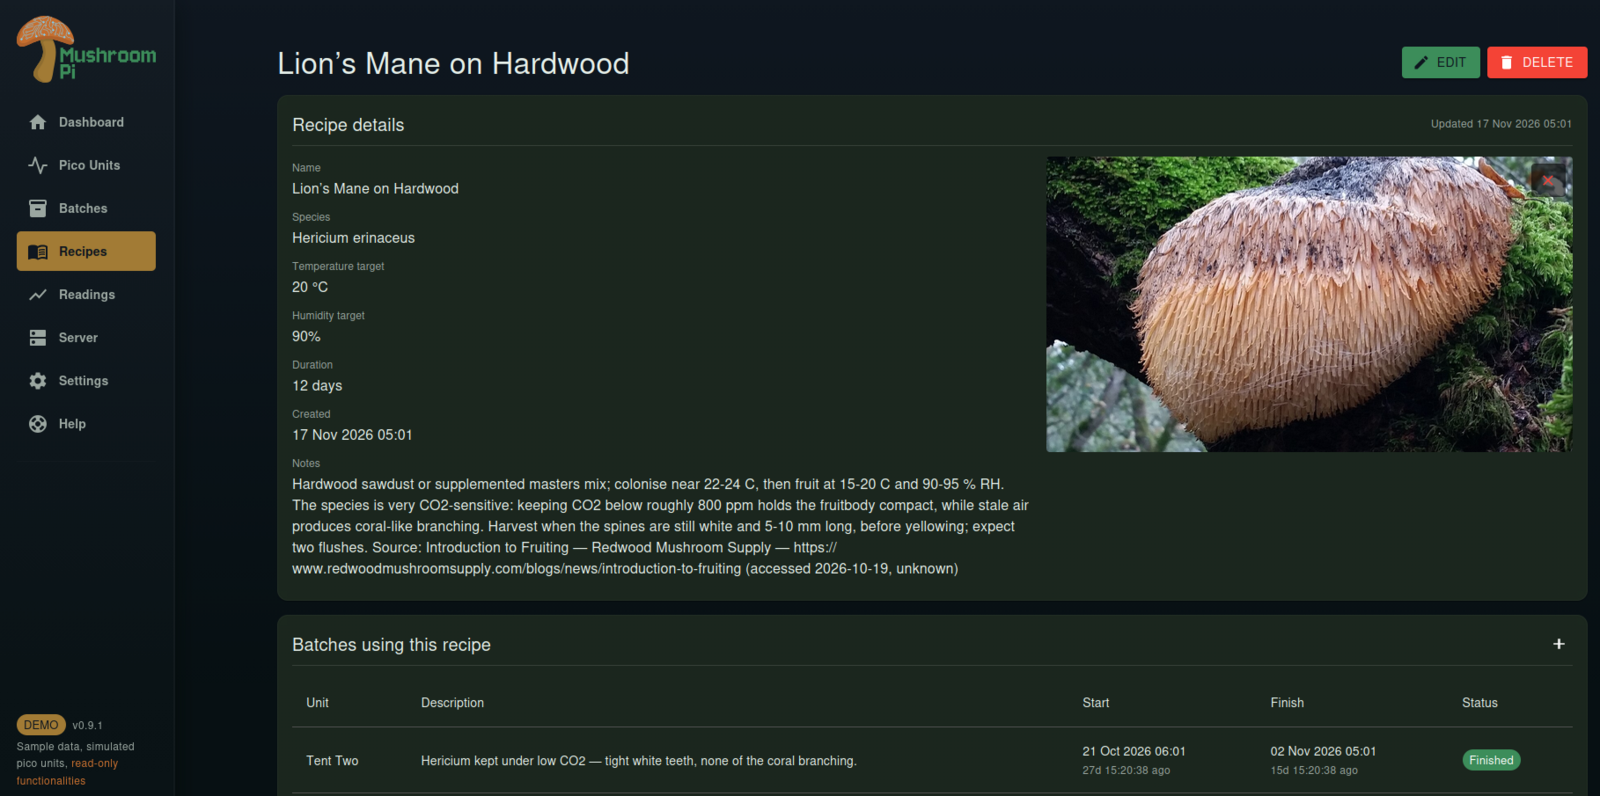 Mushroom
Pi
Dashboard
Pico Units
Batches
Recipes
Readings
Server
Settings
Help
DEMO v0.9.1
Sample data, simulated
pico units, read-only
functionalities
Lion’s Mane on Hardwood
EDIT
DELETE
Recipe details
Updated 17 Nov 2026 05:01
Name
Lion’s Mane on Hardwood
Species
Hericium erinaceus
Temperature target
20 °C
Humidity target
90%
Duration
12 days
Created
17 Nov 2026 05:01
Notes
Hardwood sawdust or supplemented masters mix; colonise near 22-24 C, then fruit at 15-20 C and 90-95 % RH.
The species is very CO2-sensitive: keeping CO2 below roughly 800 ppm holds the fruitbody compact, while stale air
produces coral-like branching. Harvest when the spines are still white and 5-10 mm long, before yellowing; expect
two flushes. Source: Introduction to Fruiting — Redwood Mushroom Supply — https://
www.redwoodmushroomsupply.com/blogs/news/introduction-to-fruiting (accessed 2026-10-19, unknown)
Batches using this recipe
+
Unit Description Start Finish Status
Tent Two Hericium kept under low CO2 — tight white teeth, none of the coral branching. 21 Oct 2026 06:01 02 Nov 2026 05:01 Finished
27d 15:20:38 ago 15d 15:20:38 ago